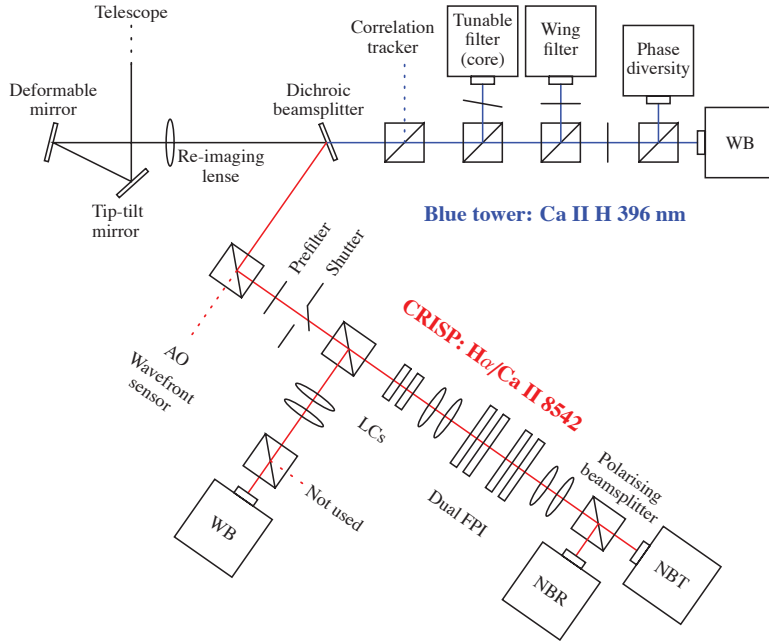 Telescope
Deformable
mirror
Tip-tilt
mirror
Re-imaging
lense
Dichroic
beamsplitter
Correlation
tracker
Tunable
filter
(core)
Wing
filter
Phase
diversity
WB
Blue tower: Ca II H 396 nm
Prefilter
Shutter
AO
Wavefront
sensor
CRISP: Hα/Ca II 8542
LCs
Not used
WB
Dual FPI
Polarising
beamsplitter
NBR
NBT